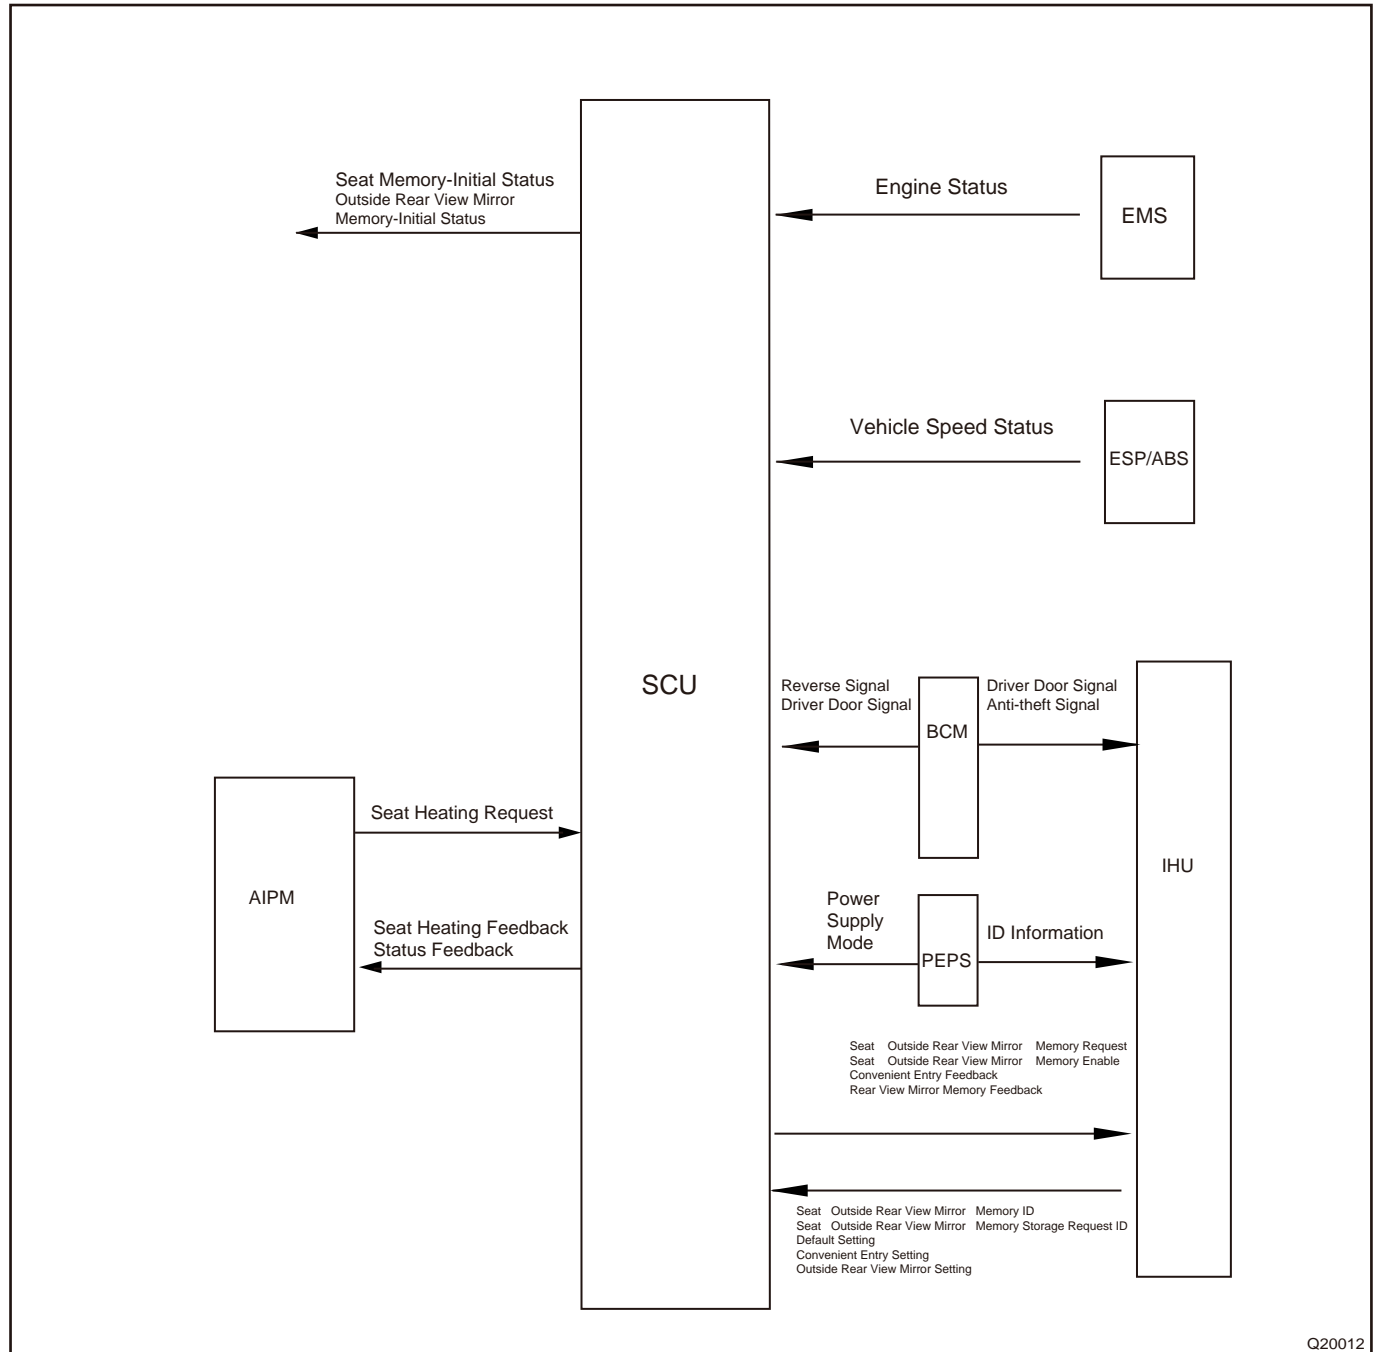 Seat Memory-Initial Status
Outside Rear View Mirror
Memory-Initial Status
Engine Status
EMS
Vehicle Speed Status
ESP/ABS
SCU
Reverse Signal
Driver Door Signal
BCM
Driver Door Signal
Anti-theft Signal
IHU
AIPM
Seat Heating Request
Seat Heating Feedback
Status Feedback
Power
Supply
Mode
PEPS
ID Information
Seat Outside Rear View Mirror Memory Request
Seat Outside Rear View Mirror Memory Enable
Convenient Entry Feedback
Rear View Mirror Memory Feedback
Seat Outside Rear View Mirror Memory ID
Seat Outside Rear View Mirror Memory Storage Request ID
Default Setting
Convenient Entry Setting
Outside Rear View Mirror Setting
Q20012